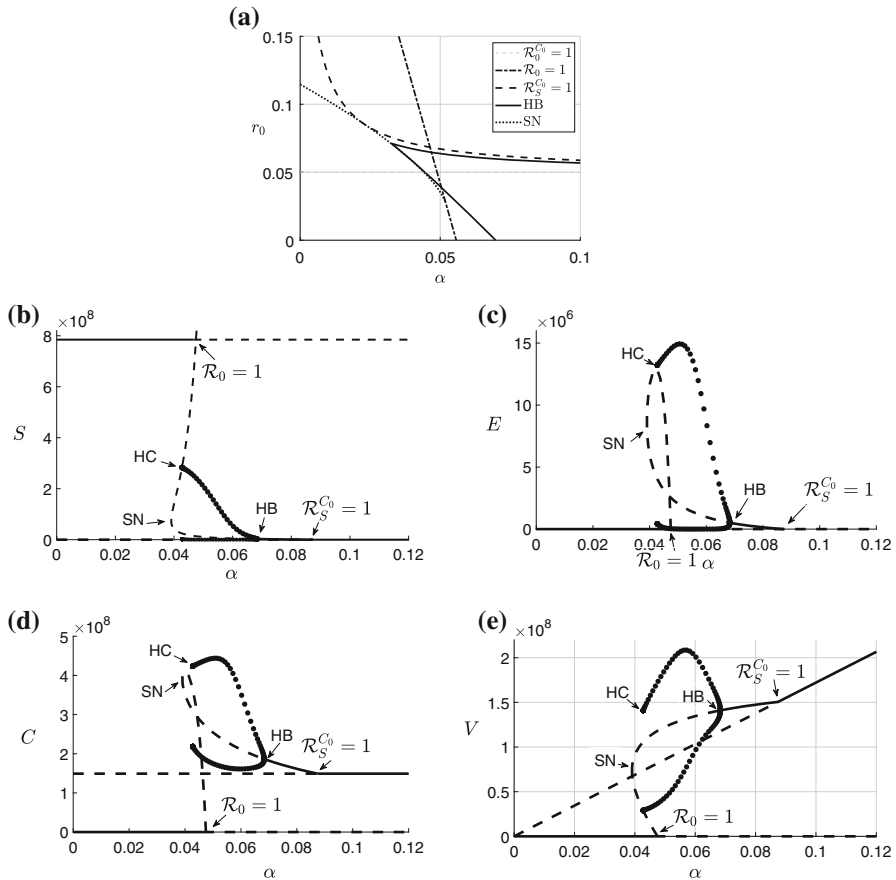 (a)
0.15
0.1
r₀
0.05
0
0
0.05
0.1
α
𝓡₀^{C₀} = 1
𝓡₀ = 1
𝓡_S^{C₀} = 1
HB
SN
(b)
×10⁸
8
6
4
2
0
S
𝓡₀ = 1
HC
SN
HB
𝓡_S^{C₀} = 1
0
0.02
0.04
0.06
0.08
0.1
0.12
α
(c)
×10⁶
15
10
5
0
E
HC
SN
HB
𝓡_S^{C₀} = 1
0
0.02
0.04
0.06
0.08
0.1
0.12
𝓡₀ = 1
α
(d)
×10⁸
5
4
3
2
1
0
C
HC
SN
HB
𝓡_S^{C₀} = 1
𝓡₀ = 1
0
0.02
0.04
0.06
0.08
0.1
0.12
α
(e)
×10⁸
2
1.5
1
0.5
0
V
HC
HB
𝓡_S^{C₀} = 1
SN
𝓡₀ = 1
0
0.02
0.04
0.06
0.08
0.1
0.12
α